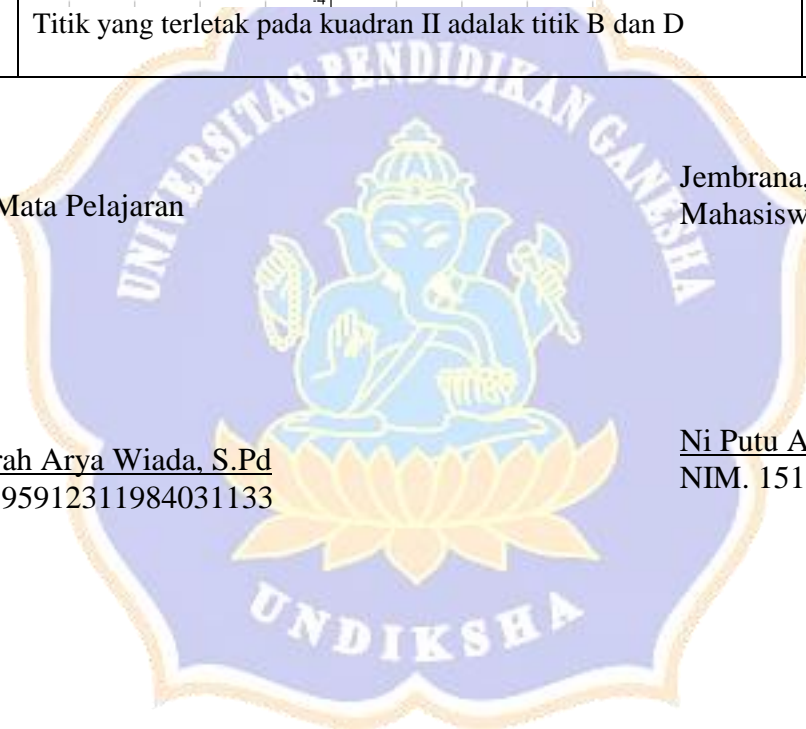 -4
Titik yang terletak pada kuadran II adalak titik B dan D
UNIVERSITAS PENDIDIKAN GANESHA
Mata Pelajaran
Jembrana,
Mahasisw
rah Arya Wiada, S.Pd
95912311984031133
Ni Putu A
NIM. 151
UNDIKSHA